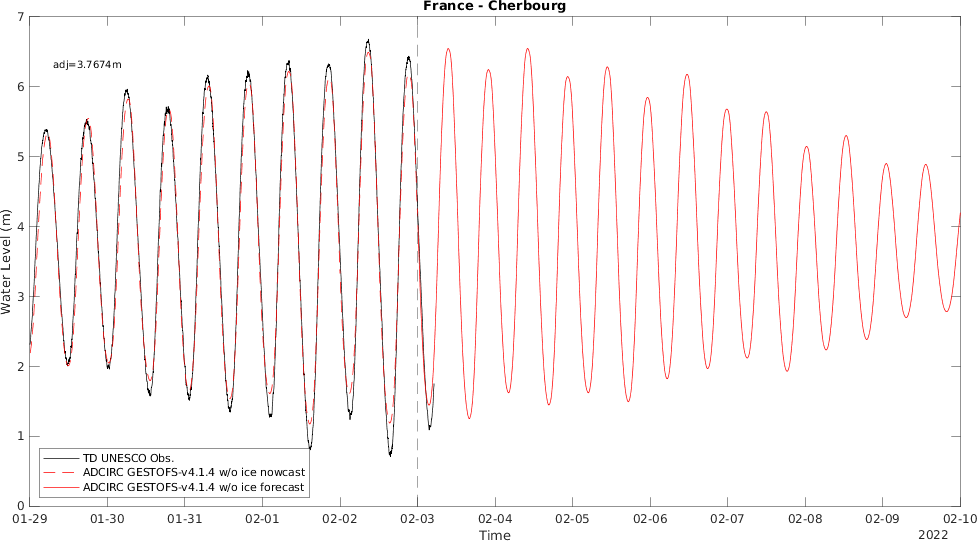 France - Cherbourg
adj=3.7674m
Water Level (m)
7
6
5
4
3
2
1
0
TD UNESCO Obs.
ADCIRC GESTOFS-v4.1.4 w/o ice nowcast
ADCIRC GESTOFS-v4.1.4 w/o ice forecast
01-29 01-30 01-31 02-01 02-02 02-03 02-04 02-05 02-06 02-07 02-08 02-09 02-10
Time
2022